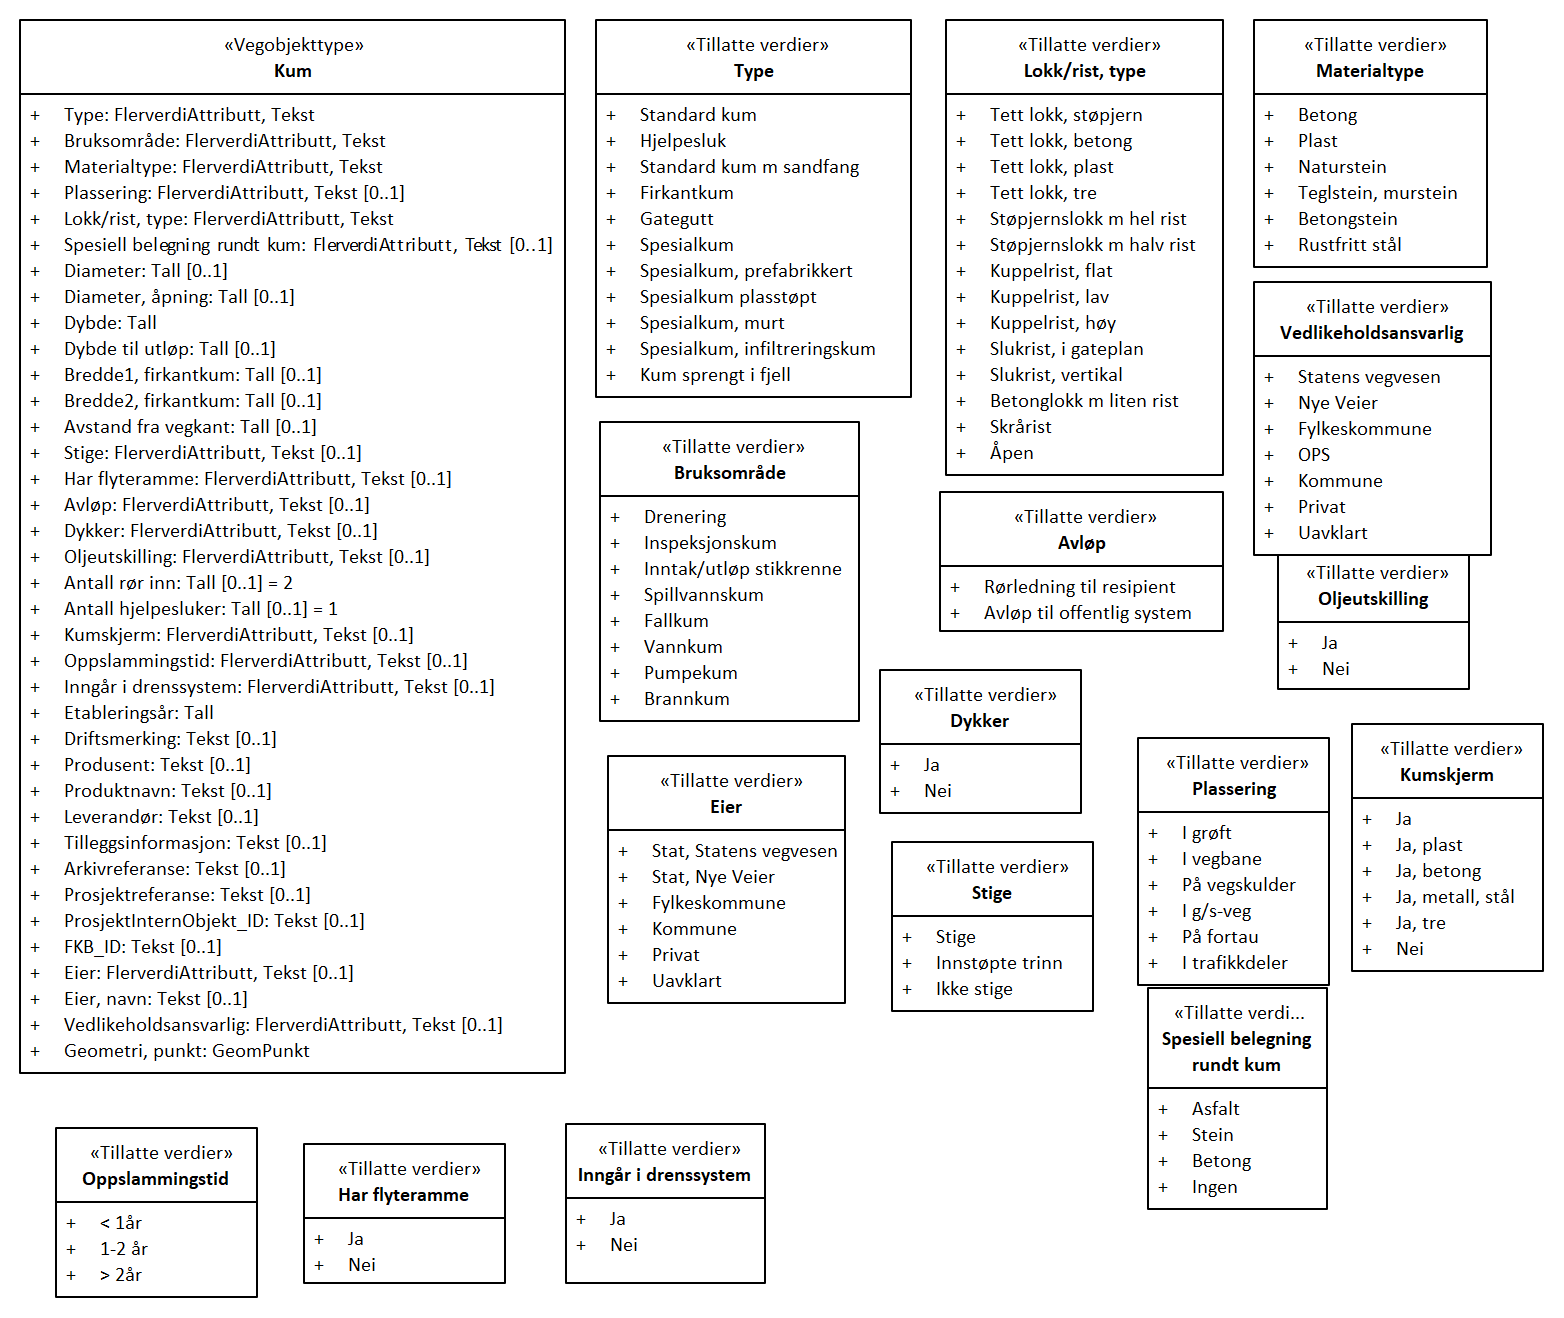 «Vegobjekttype»
Kum
+ Type: FlerverdiAttributt, Tekst
+ Bruksområde: FlerverdiAttributt, Tekst
+ Materialtype: FlerverdiAttributt, Tekst
+ Plassering: FlerverdiAttributt, Tekst [0..1]
+ Lokk/rist, type: FlerverdiAttributt, Tekst
+ Spesiell belegning rundt kum: FlerverdiAttributt, Tekst [0..1]
+ Diameter: Tall [0..1]
+ Diameter, åpning: Tall [0..1]
+ Dybde: Tall
+ Dybde til utløp: Tall [0..1]
+ Bredde1, firkantkum: Tall [0..1]
+ Bredde2, firkantkum: Tall [0..1]
+ Avstand fra vegkant: Tall [0..1]
+ Stige: FlerverdiAttributt, Tekst [0..1]
+ Har flyteramme: FlerverdiAttributt, Tekst [0..1]
+ Avløp: FlerverdiAttributt, Tekst [0..1]
+ Dykker: FlerverdiAttributt, Tekst [0..1]
+ Oljeutskilling: FlerverdiAttributt, Tekst [0..1]
+ Antall rør inn: Tall [0..1] = 2
+ Antall hjelpesluker: Tall [0..1] = 1
+ Kumskjerm: FlerverdiAttributt, Tekst [0..1]
+ Oppslammingstid: FlerverdiAttributt, Tekst [0..1]
+ Inngår i drenssystem: FlerverdiAttributt, Tekst [0..1]
+ Etableringsår: Tall
+ Driftsmerking: Tekst [0..1]
+ Produsent: Tekst [0..1]
+ Produktnavn: Tekst [0..1]
+ Leverandør: Tekst [0..1]
+ Tilleggsinformasjon: Tekst [0..1]
+ Arkivreferanse: Tekst [0..1]
+ Prosjektreferanse: Tekst [0..1]
+ ProsjektInternObjekt_ID: Tekst [0..1]
+ FKB_ID: Tekst [0..1]
+ Eier: FlerverdiAttributt, Tekst [0..1]
+ Eier, navn: Tekst [0..1]
+ Vedlikeholdsansvarlig: FlerverdiAttributt, Tekst [0..1]
+ Geometri, punkt: GeomPunkt
«Tillatte verdier»
Type
+ Standard kum
+ Hjelpesluk
+ Standard kum m sandfang
+ Firkantkum
+ Gategutt
+ Spesialkum
+ Spesialkum, prefabrikkert
+ Spesialkum plasstøpt
+ Spesialkum, murt
+ Spesialkum, infiltreringskum
+ Kum sprengt i fjell
«Tillatte verdier»
Lokk/rist, type
+ Tett lokk, støpjern
+ Tett lokk, betong
+ Tett lokk, plast
+ Tett lokk, tre
+ Støpjernslokk m hel rist
+ Støpjernslokk m halv rist
+ Kuppelrist, flat
+ Kuppelrist, lav
+ Kuppelrist, høy
+ Slukrist, i gateplan
+ Slukrist, vertikal
+ Betonglokk m liten rist
+ Skrårist
+ Åpen
«Tillatte verdier»
Materialtype
+ Betong
+ Plast
+ Naturstein
+ Teglstein, murstein
+ Betongstein
+ Rustfritt stål
«Tillatte verdier»
Vedlikeholdsansvarlig
+ Statens vegvesen
+ Nye Veier
+ Fylkeskommune
+ OPS
+ Kommune
+ Privat
+ Uavklart
«Tillatte verdier»
Bruksområde
+ Drenering
+ Inspeksjonskum
+ Inntak/utløp stikkrenne
+ Spillvannskum
+ Fallkum
+ Vannkum
+ Pumpekum
+ Brannkum
«Tillatte verdier»
Avløp
+ Rørledning til resipient
+ Avløp til offentlig system
«Tillatte verdier»
Oljeutskilling
+ Ja
+ Nei
«Tillatte verdier»
Dykker
+ Ja
+ Nei
«Tillatte verdier»
Plassering
+ I grøft
+ I vegbane
+ På vegskulder
+ I g/s-veg
+ På fortau
+ I trafikkdeler
«Tillatte verdier»
Kumskjerm
+ Ja
+ Ja, plast
+ Ja, betong
+ Ja, metall, stål
+ Ja, tre
+ Nei
«Tillatte verdier»
Eier
+ Stat, Statens vegvesen
+ Stat, Nye Veier
+ Fylkeskommune
+ Kommune
+ Privat
+ Uavklart
«Tillatte verdier»
Stige
+ Stige
+ Innstøpte trinn
+ Ikke stige
«Tillatte verdi...
Spesiell belegning
rundt kum
+ Asfalt
+ Stein
+ Betong
+ Ingen
«Tillatte verdier»
Oppslammingstid
+ < 1år
+ 1-2 år
+ > 2år
«Tillatte verdier»
Har flyteramme
+ Ja
+ Nei
«Tillatte verdier»
Inngår i drenssystem
+ Ja
+ Nei